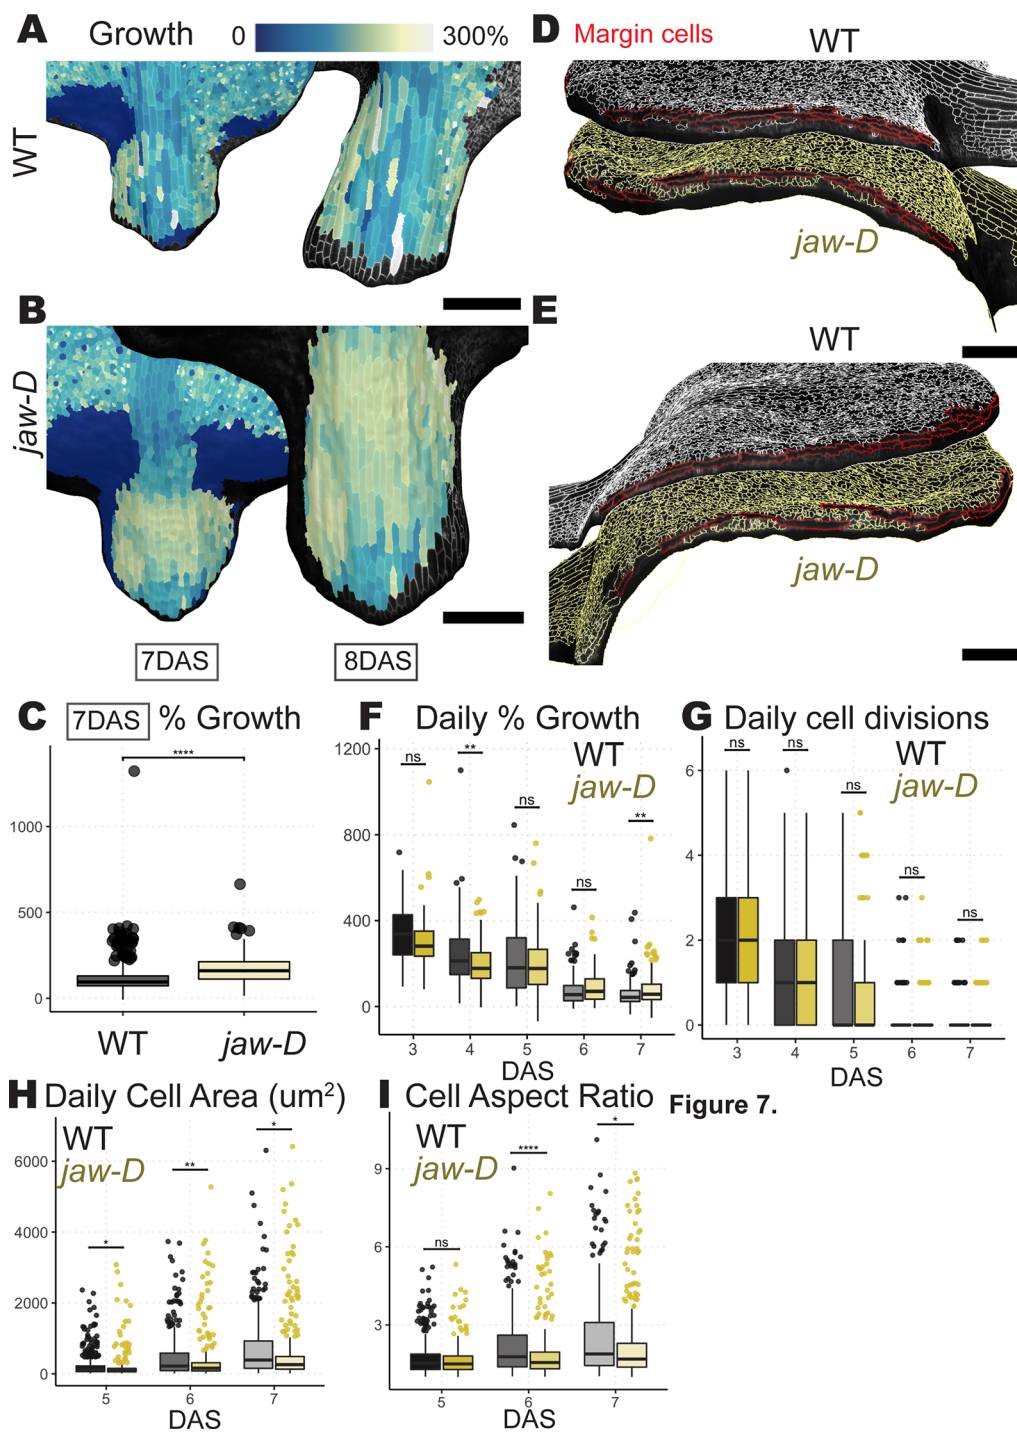 A Growth 0 300%
WT
B
jaw-D
7DAS 8DAS
D Margin cells WT
jaw-D
E WT
jaw-D
C 7DAS % Growth
****
1000
500
0
WT jaw-D
F Daily % Growth
WT
jaw-D
1200
800
400
0
ns ** ns ns **
3 4 5 6 7
DAS
G Daily cell divisions
WT
jaw-D
6
4
2
0
ns ns ns ns ns
3 4 5 6 7
DAS
H Daily Cell Area (um²)
WT
jaw-D
6000
4000
2000
0
* ** *
5 6 7
DAS
I Cell Aspect Ratio
WT
jaw-D
9
6
3
ns **** *
5 6 7
DAS
Figure 7.